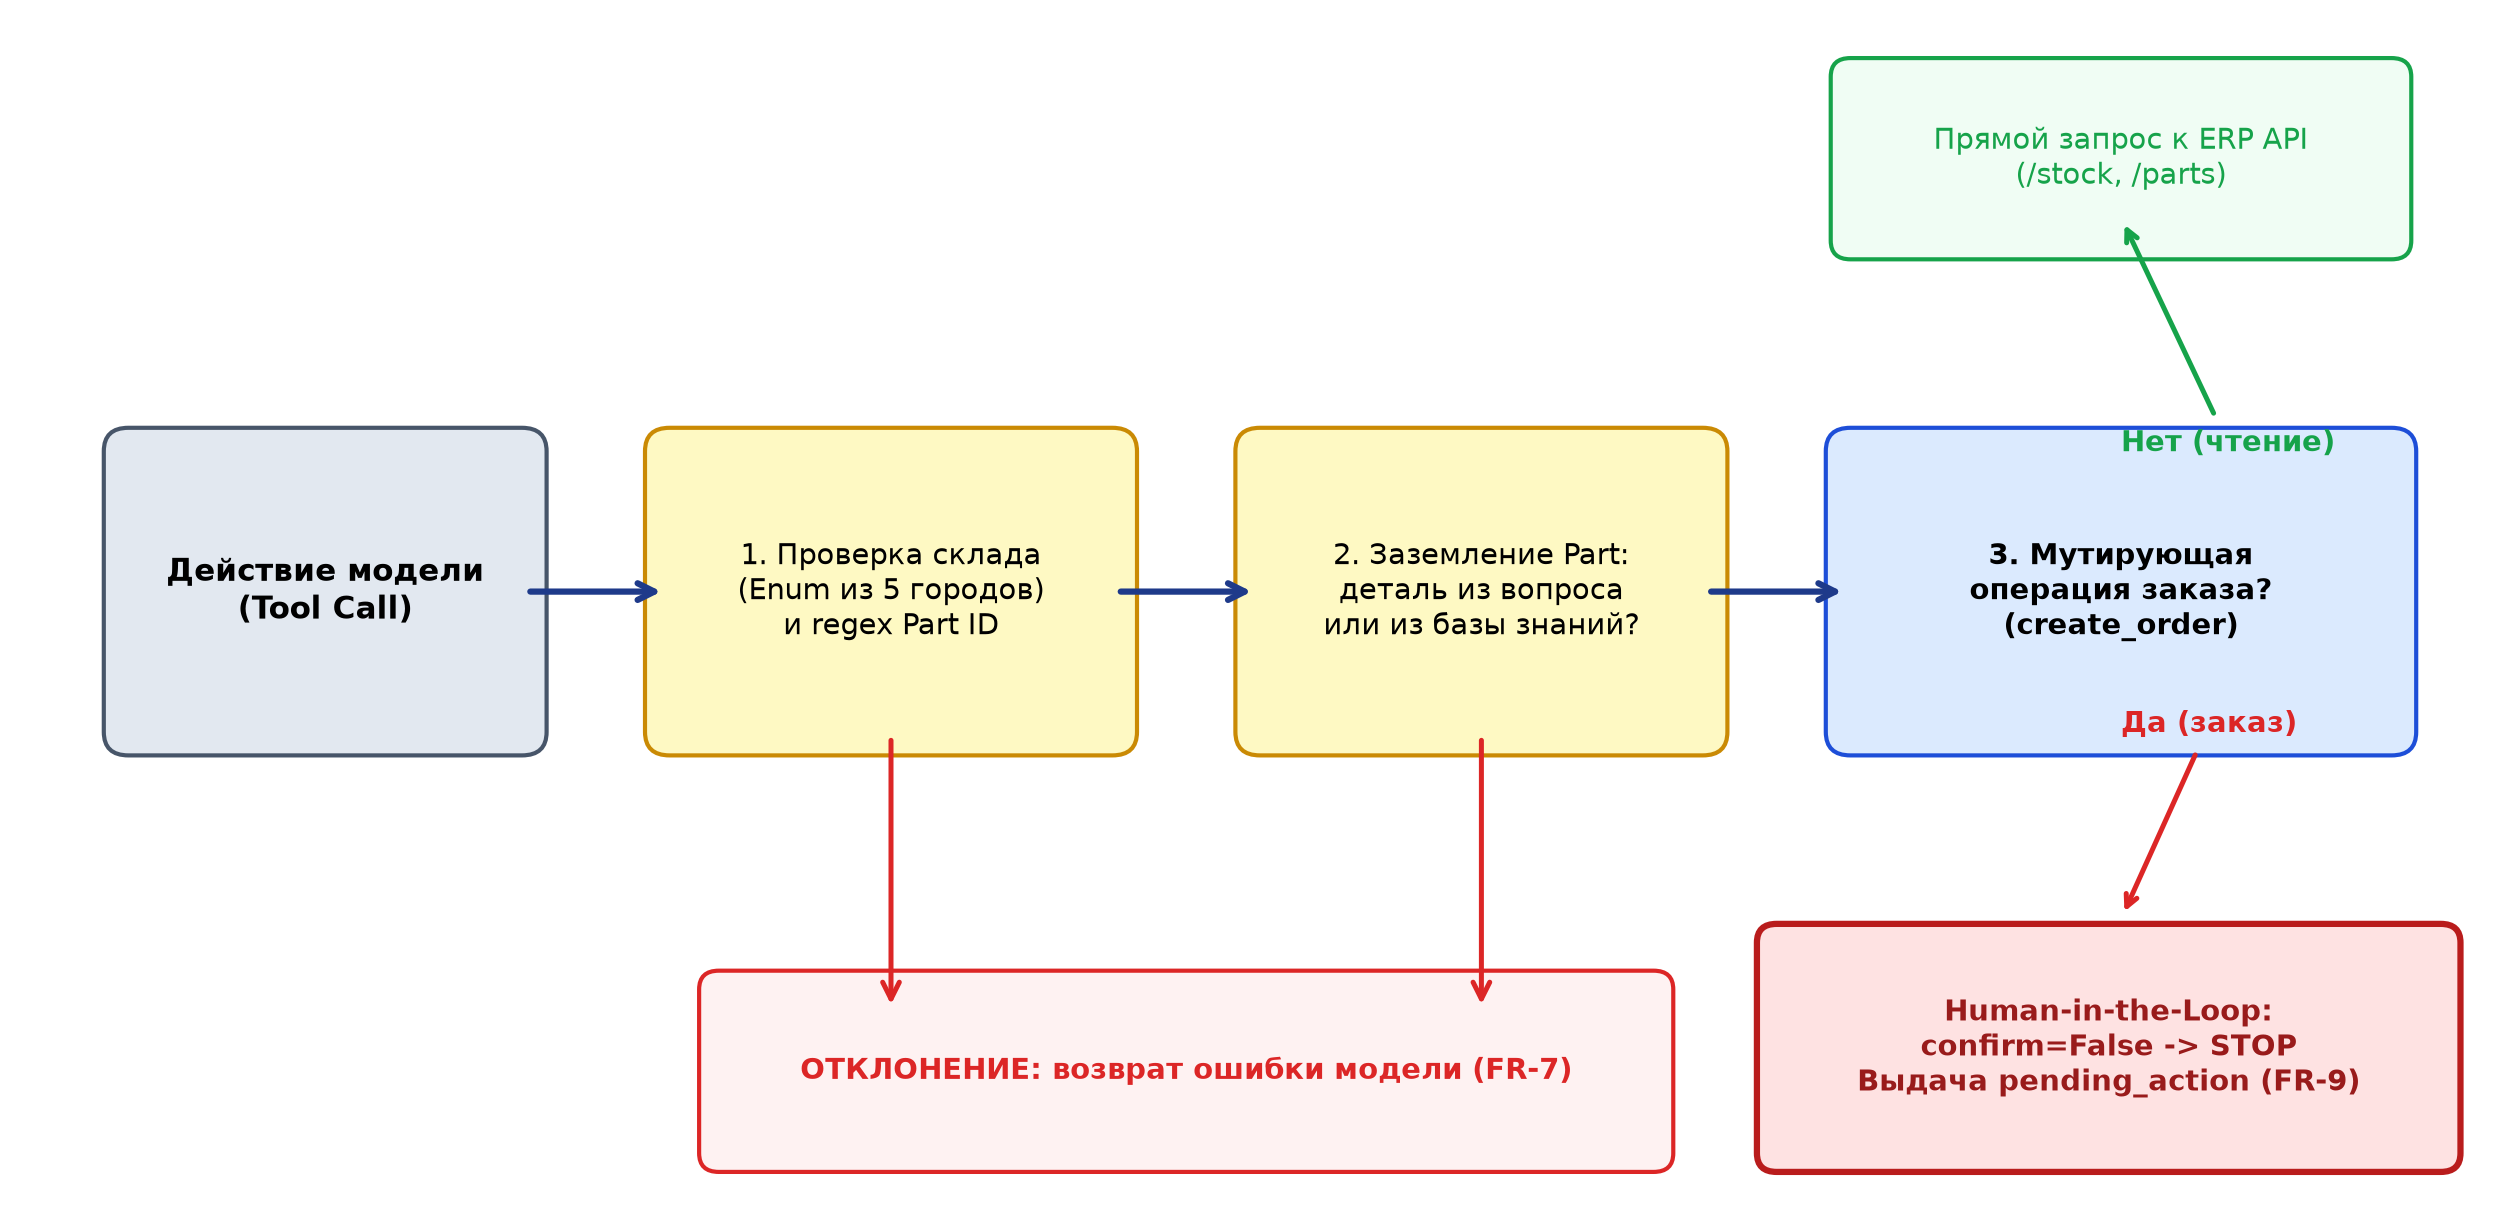 Прямой запрос к ERP API
(/stock, /parts)
Нет (чтение)
Действие модели
(Tool Call)
1. Проверка склада
(Enum из 5 городов)
и regex Part ID
2. Заземление Part:
деталь из вопроса
или из базы знаний?
3. Мутирующая
операция заказа?
(create_order)
Да (заказ)
ОТКЛОНЕНИЕ: возврат ошибки модели (FR-7)
Human-in-the-Loop:
confirm=False -> STOP
Выдача pending_action (FR-9)